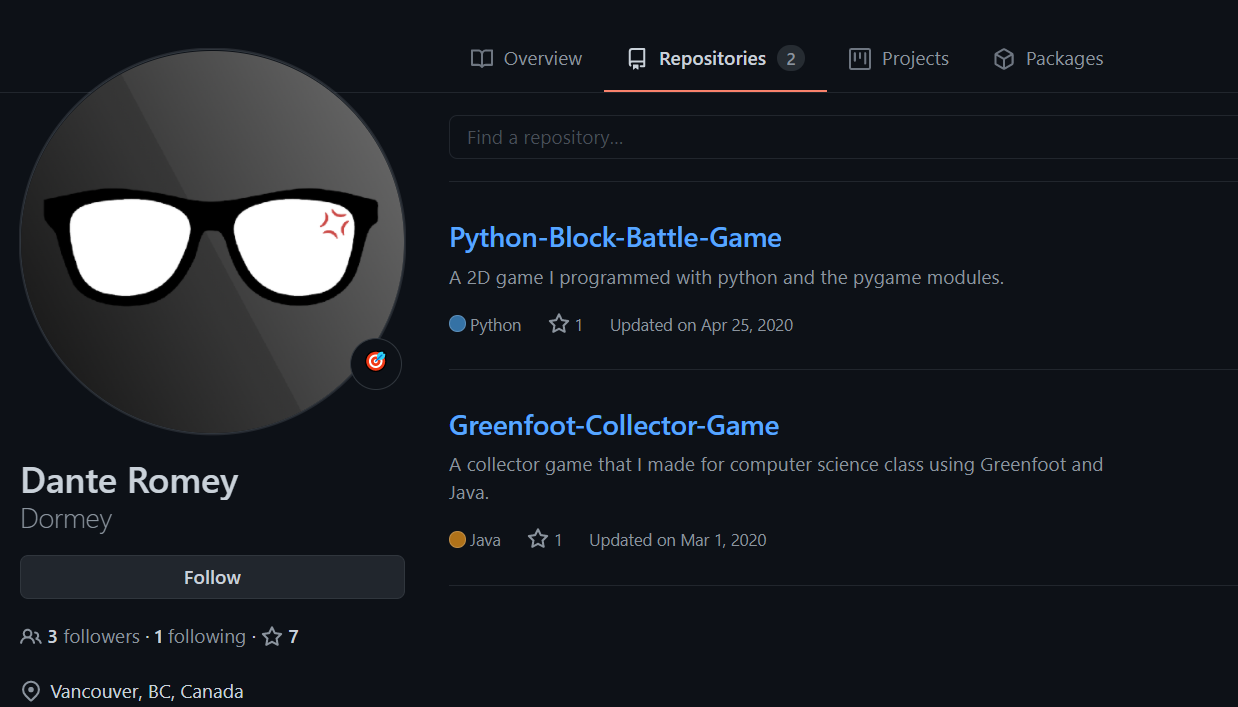 Overview Repositories 2 Projects Packages
Find a repository...
Python-Block-Battle-Game
A 2D game I programmed with python and the pygame modules.
Python 1 Updated on Apr 25, 2020
Greenfoot-Collector-Game
A collector game that I made for computer science class using Greenfoot and
Java.
Java 1 Updated on Mar 1, 2020
Dante Romey
Dormey
Follow
3 followers · 1 following · 7
Vancouver, BC, Canada